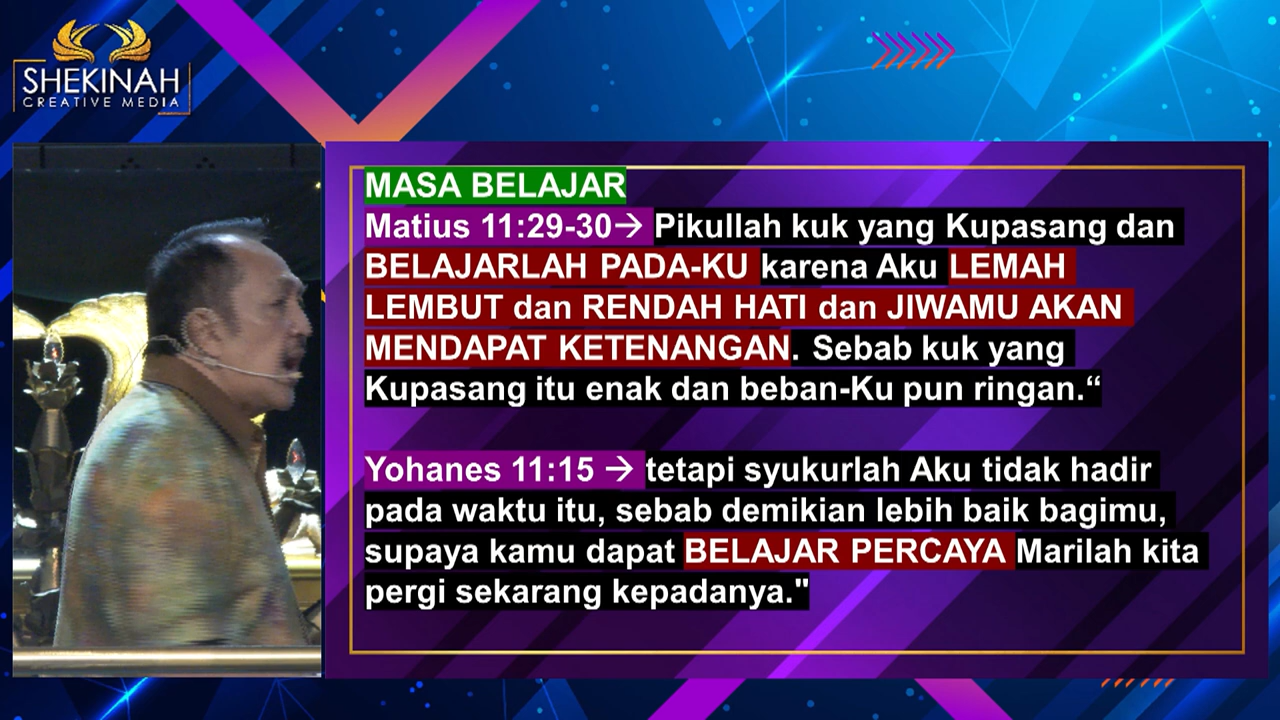 SHEKINAH
CREATIVE MEDIA
MASA BELAJAR
Matius 11:29-30→ Pikullah kuk yang Kupasang dan
BELAJARLAH PADA-KU karena Aku LEMAH
LEMBUT dan RENDAH HATI dan JIWAMU AKAN
MENDAPAT KETENANGAN. Sebab kuk yang
Kupasang itu enak dan beban-Ku pun ringan.“
Yohanes 11:15 → tetapi syukurlah Aku tidak hadir
pada waktu itu, sebab demikian lebih baik bagimu,
supaya kamu dapat BELAJAR PERCAYA Marilah kita
pergi sekarang kepadanya."